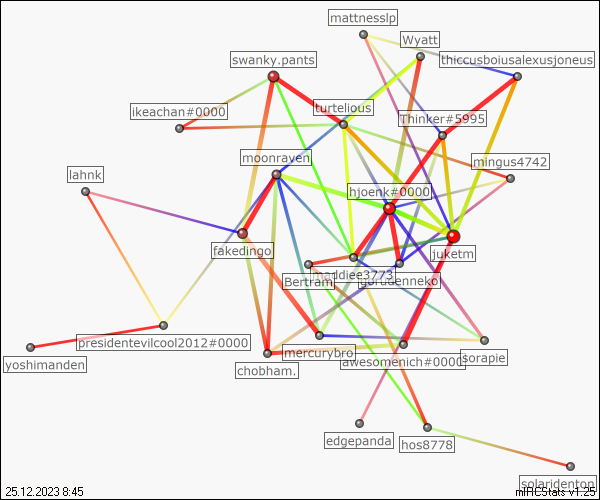 mattnesslp
Wyatt
swanky.pants
thiccusboiusalexusjoneus
ikeachan#0000
turtelious
Thinker#5995
moonraven
mingus4742
lahnk
hjoenk#0000
fakedingo
juketm
maddiee3773
Bertram
gorudenneko
presidentevilcool2012#0000
mercurybro
sorapie
yoshimanden
chobham.
awesomenich#0000
edgepanda
hos8778
solaridenton
25.12.2023 8:45
mIRCStats v1.25